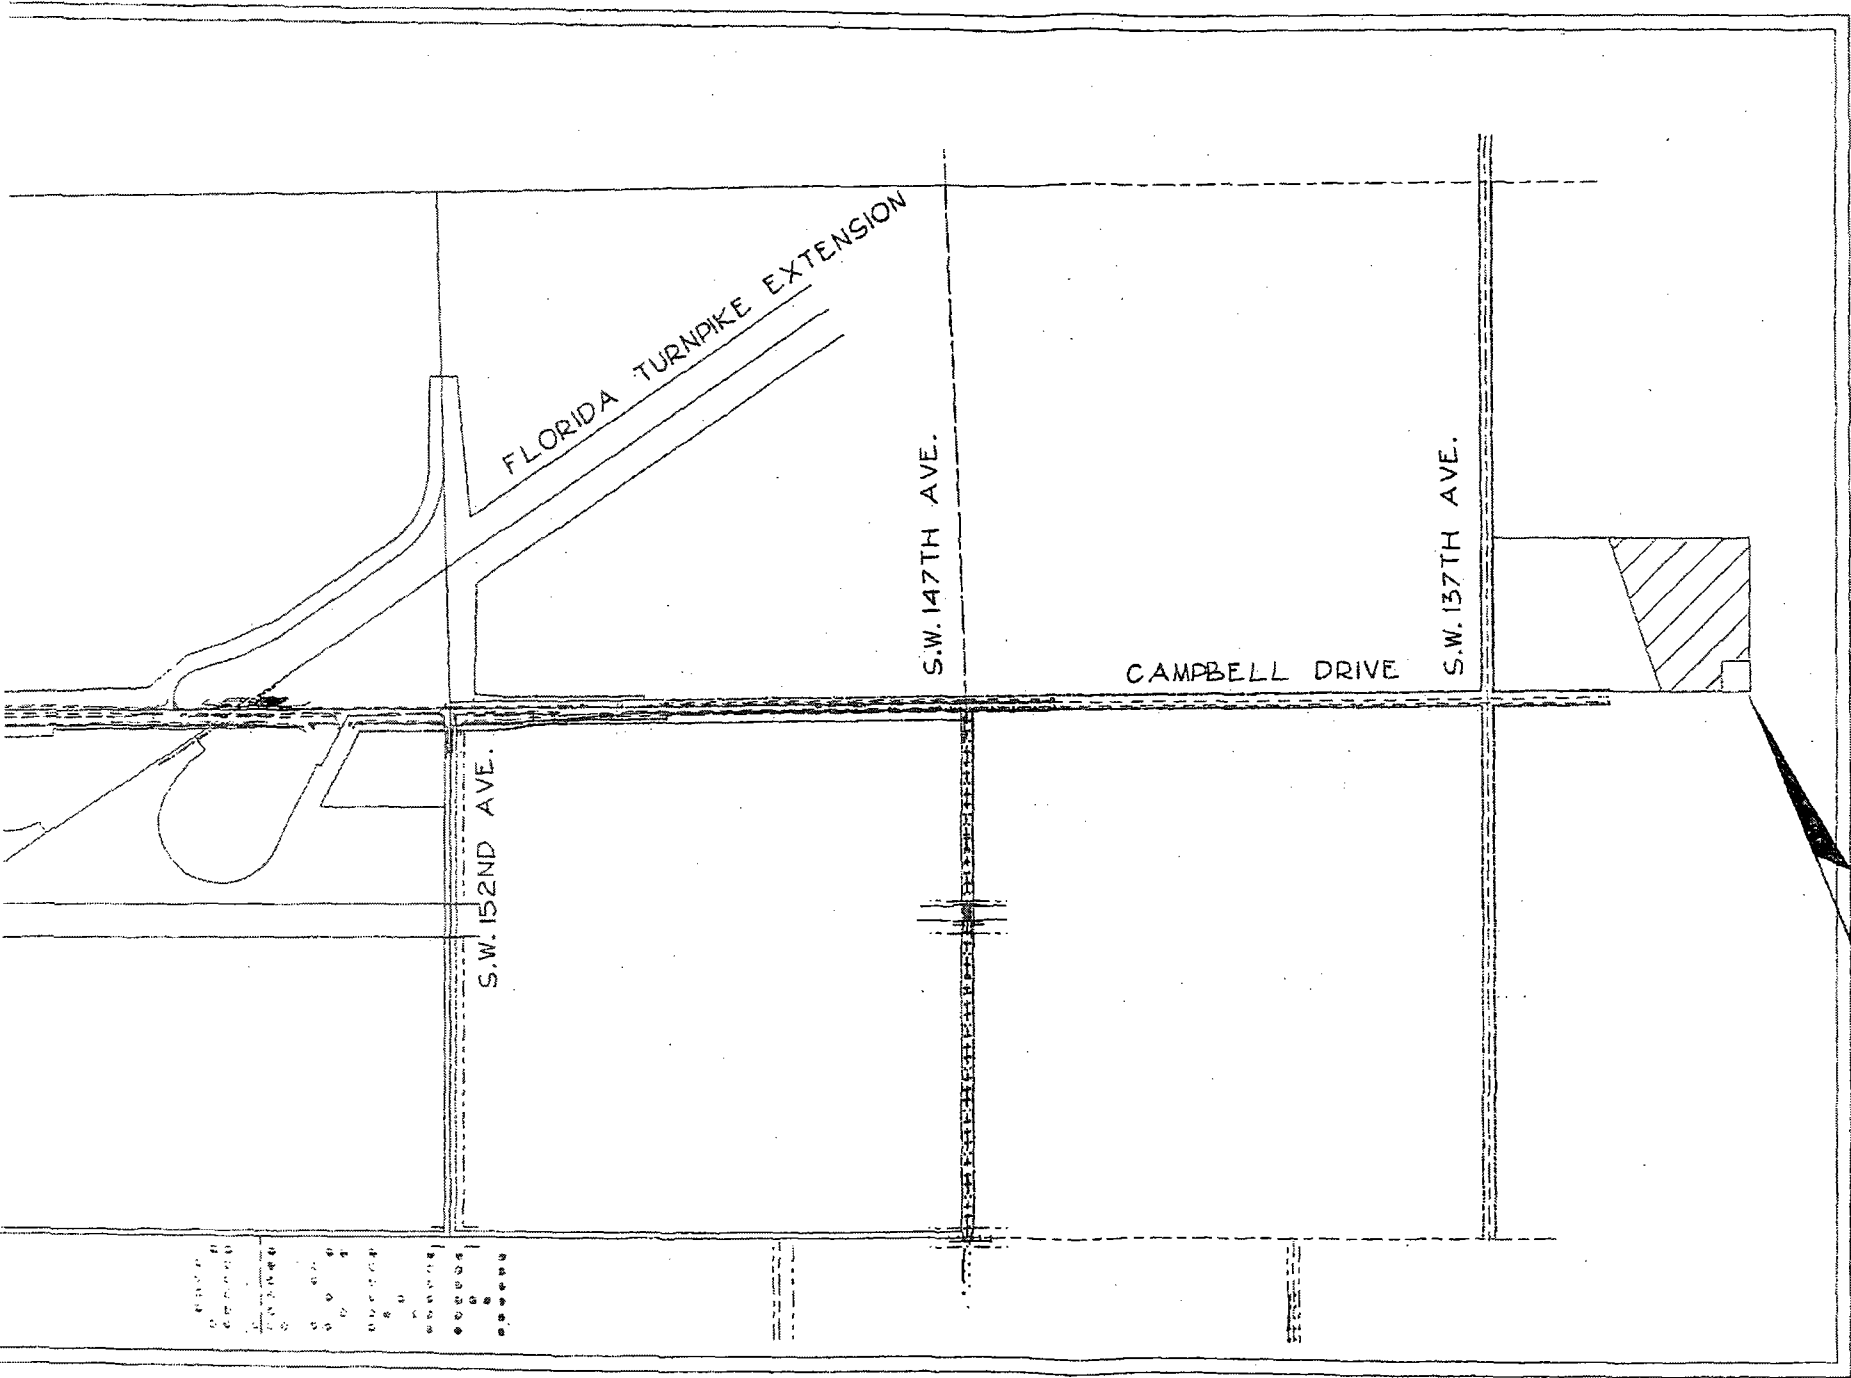 FLORIDA TURNPIKE EXTENSION
S.W. 147TH AVE.
S.W. 137TH AVE.
CAMPBELL DRIVE
S.W. 152ND AVE.